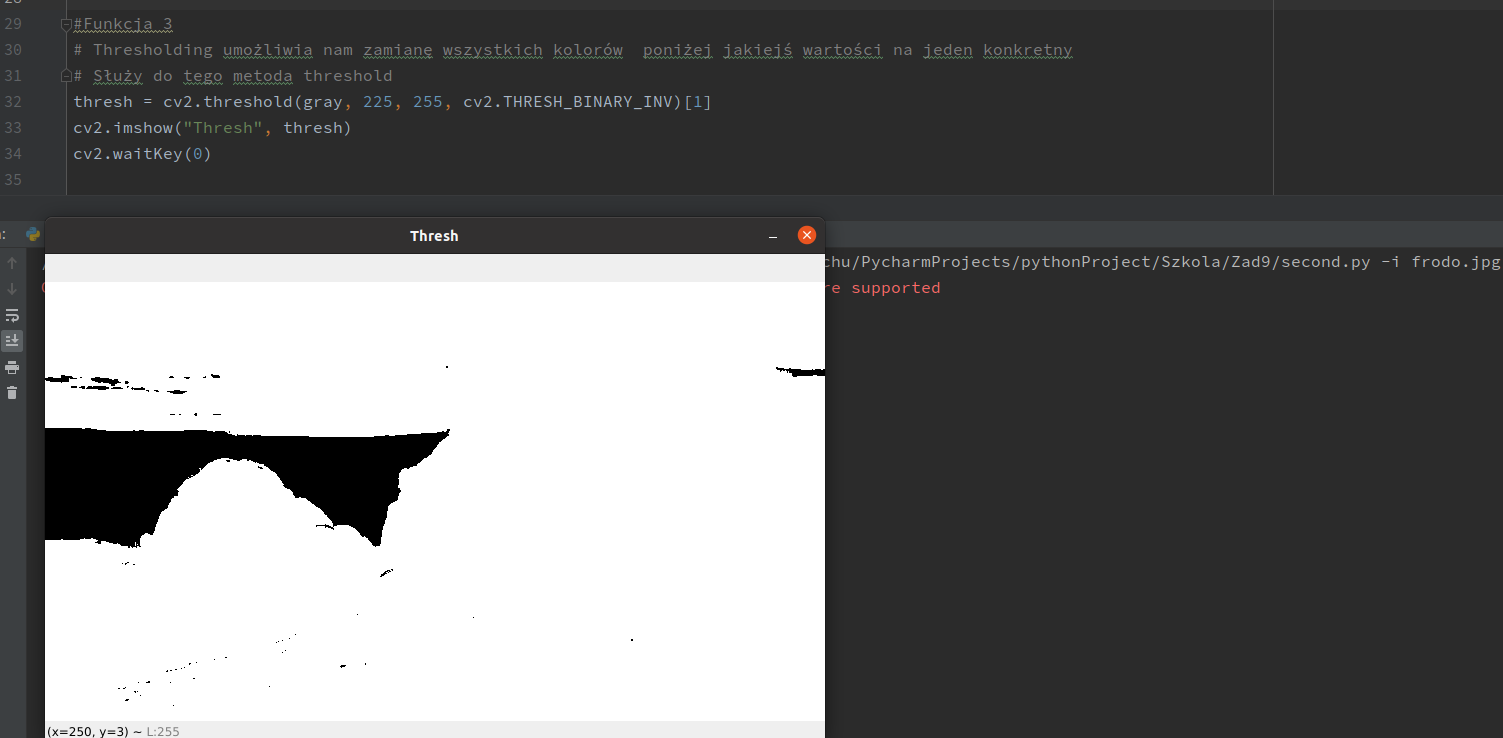 29 #Funkcja 3
30 # Thresholding umożliwia nam zamianę wszystkich kolorów  poniżej jakiejś wartości na jeden konkretny
31 # Służy do tego metoda threshold
32 thresh = cv2.threshold(gray, 225, 255, cv2.THRESH_BINARY_INV)[1]
33 cv2.imshow("Thresh", thresh)
34 cv2.waitKey(0)
35
Thresh
chu/PycharmProjects/pythonProject/Szkola/Zad9/second.py -i frodo.jpg
re supported
(x=250, y=3) ~ L:255